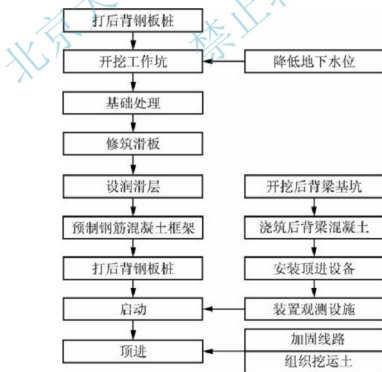 打后背钢板桩
开挖工作坑
降低地下水位
基础处理
修筑滑板
设润滑层
开挖后背梁基坑
预制钢筋混凝土框架
浇筑后背梁混凝土
打后背钢板桩
安装顶进设备
启动
装置观测设施
顶进
加固线路
组织挖运土
北京
禁止